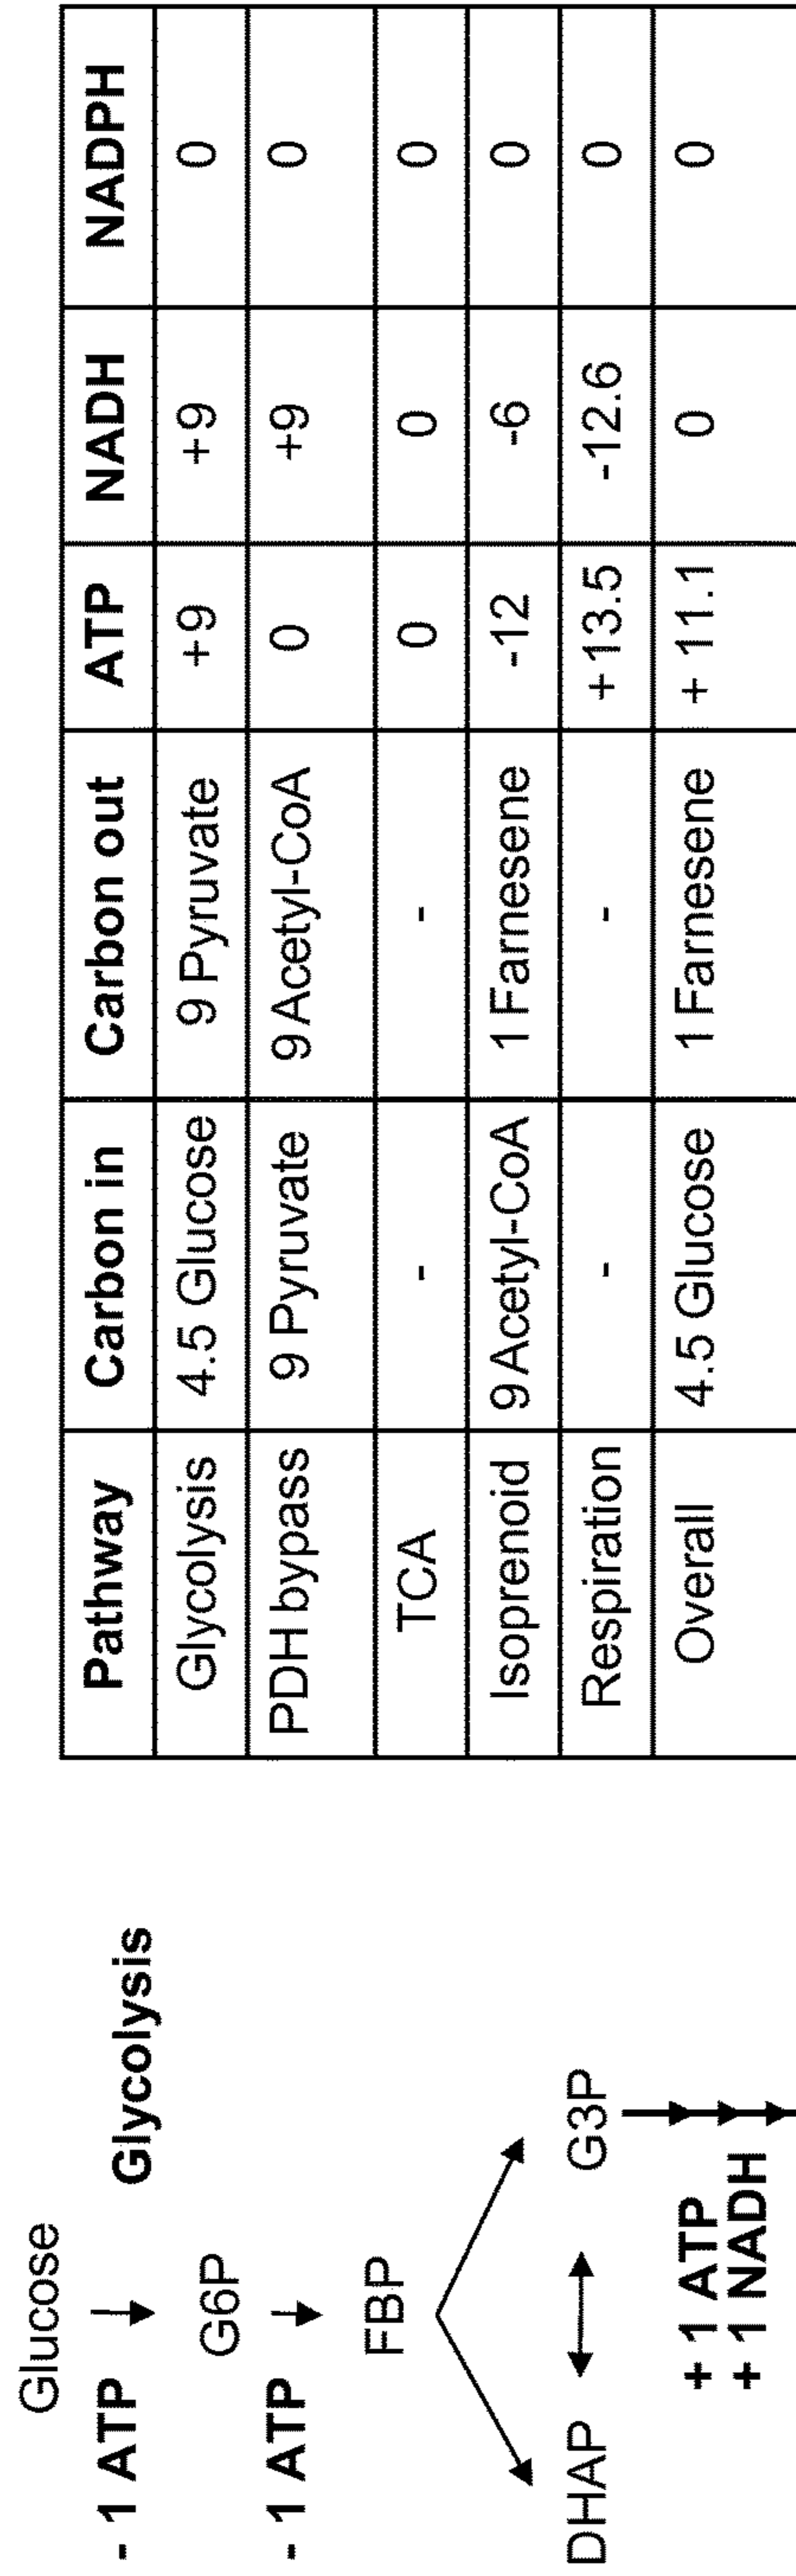 Glucose
- 1 ATP
Glycolysis
G6P
- 1 ATP
FBP
DHAP
G3P
+ 1 ATP
+ 1 NADH
Pathway Carbon in Carbon out ATP NADH NADPH
Glycolysis 4.5 Glucose 9 Pyruvate +9 +9 0
PDH bypass 9 Pyruvate 9 Acetyl-CoA 0 +9 0
TCA - - 0 0 0
Isoprenoid 9 Acetyl-CoA 1 Farnesene -12 -6 0
Respiration - - +13.5 -12.6 0
Overall 4.5 Glucose 1 Farnesene + 11.1 0 0